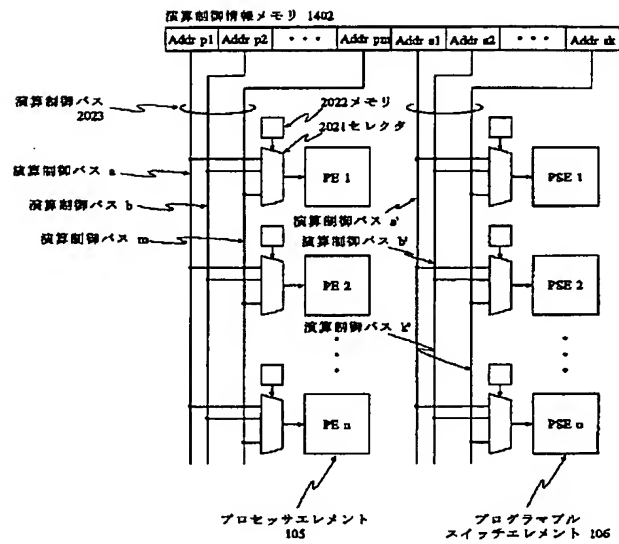 演算制御情報メモリ 1402
Addr p1 Addr p2 ・・・ Addr pm Addr s1 Addr s2 ・・・ Addr sk
演算制御バス
2023
2022メモリ
2021セレクタ
演算制御バス a
演算制御バス b
演算制御バス m
PE 1
PSE 1
演算制御バス a'
演算制御バス b'
PE 2
PSE 2
演算制御バス k'
PE n
PSE n
プロセッサエレメント
105
プログラマブル
スイッチエレメント 106